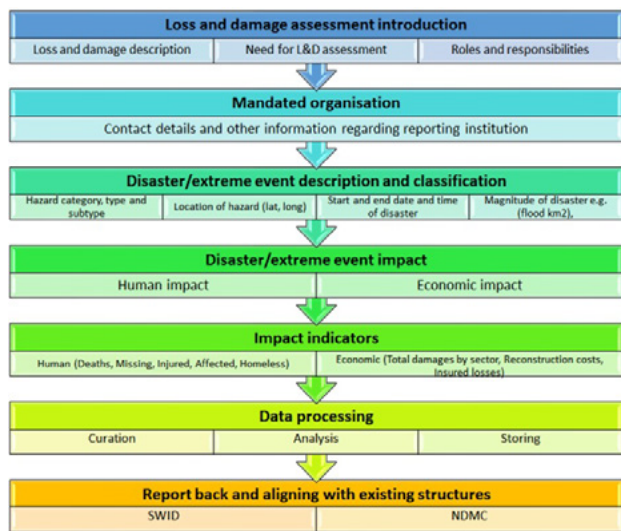 Loss and damage assessment introduction
Loss and damage description
Need for L&D assessment
Roles and responsibilities
Mandated organisation
Contact details and other information regarding reporting institution
Disaster/extreme event description and classification
Hazard category, type and
subtype
Location of hazard (lat, long)
Start and end date and time
of disaster
Magnitude of disaster e.g.
(flood km2),
Disaster/extreme event impact
Human impact
Economic impact
Impact indicators
Human (Deaths, Missing, Injured, Affected, Homeless)
Economic (Total damages by sector, Reconstruction costs,
Insured losses)
Data processing
Curation
Analysis
Storing
Report back and aligning with existing structures
SWID
NDMC